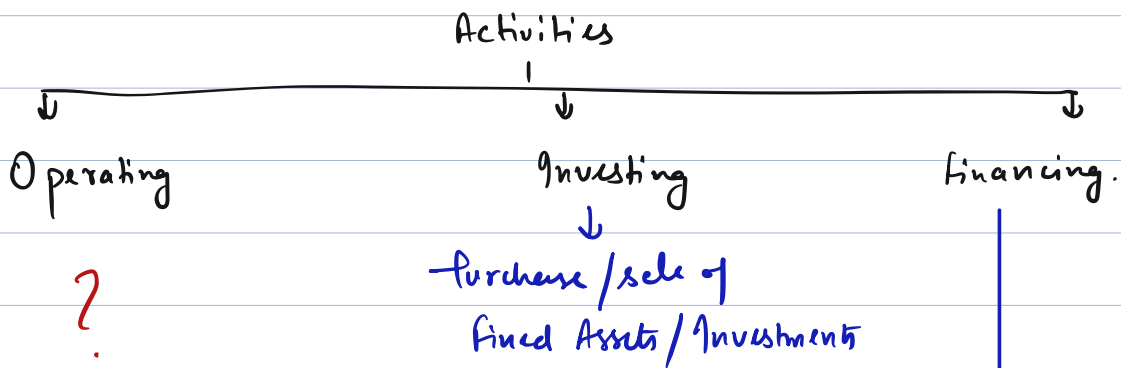 Activities
Operating Investing Financing.
? Purchase/sale of
Fixed Assets/Investments